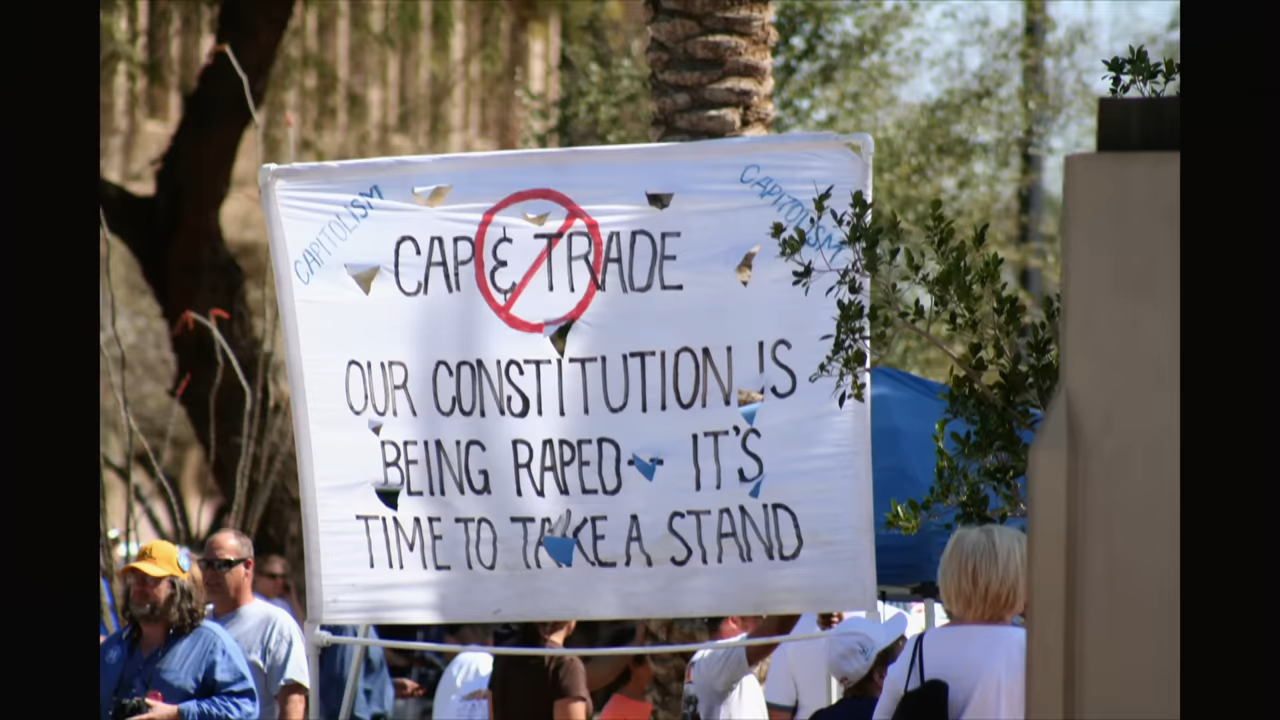 CAPITOLISM
CAPITOLISM
CAP & TRADE
OUR CONSTITUTION IS
BEING RAPED - IT'S
TIME TO TAKE A STAND